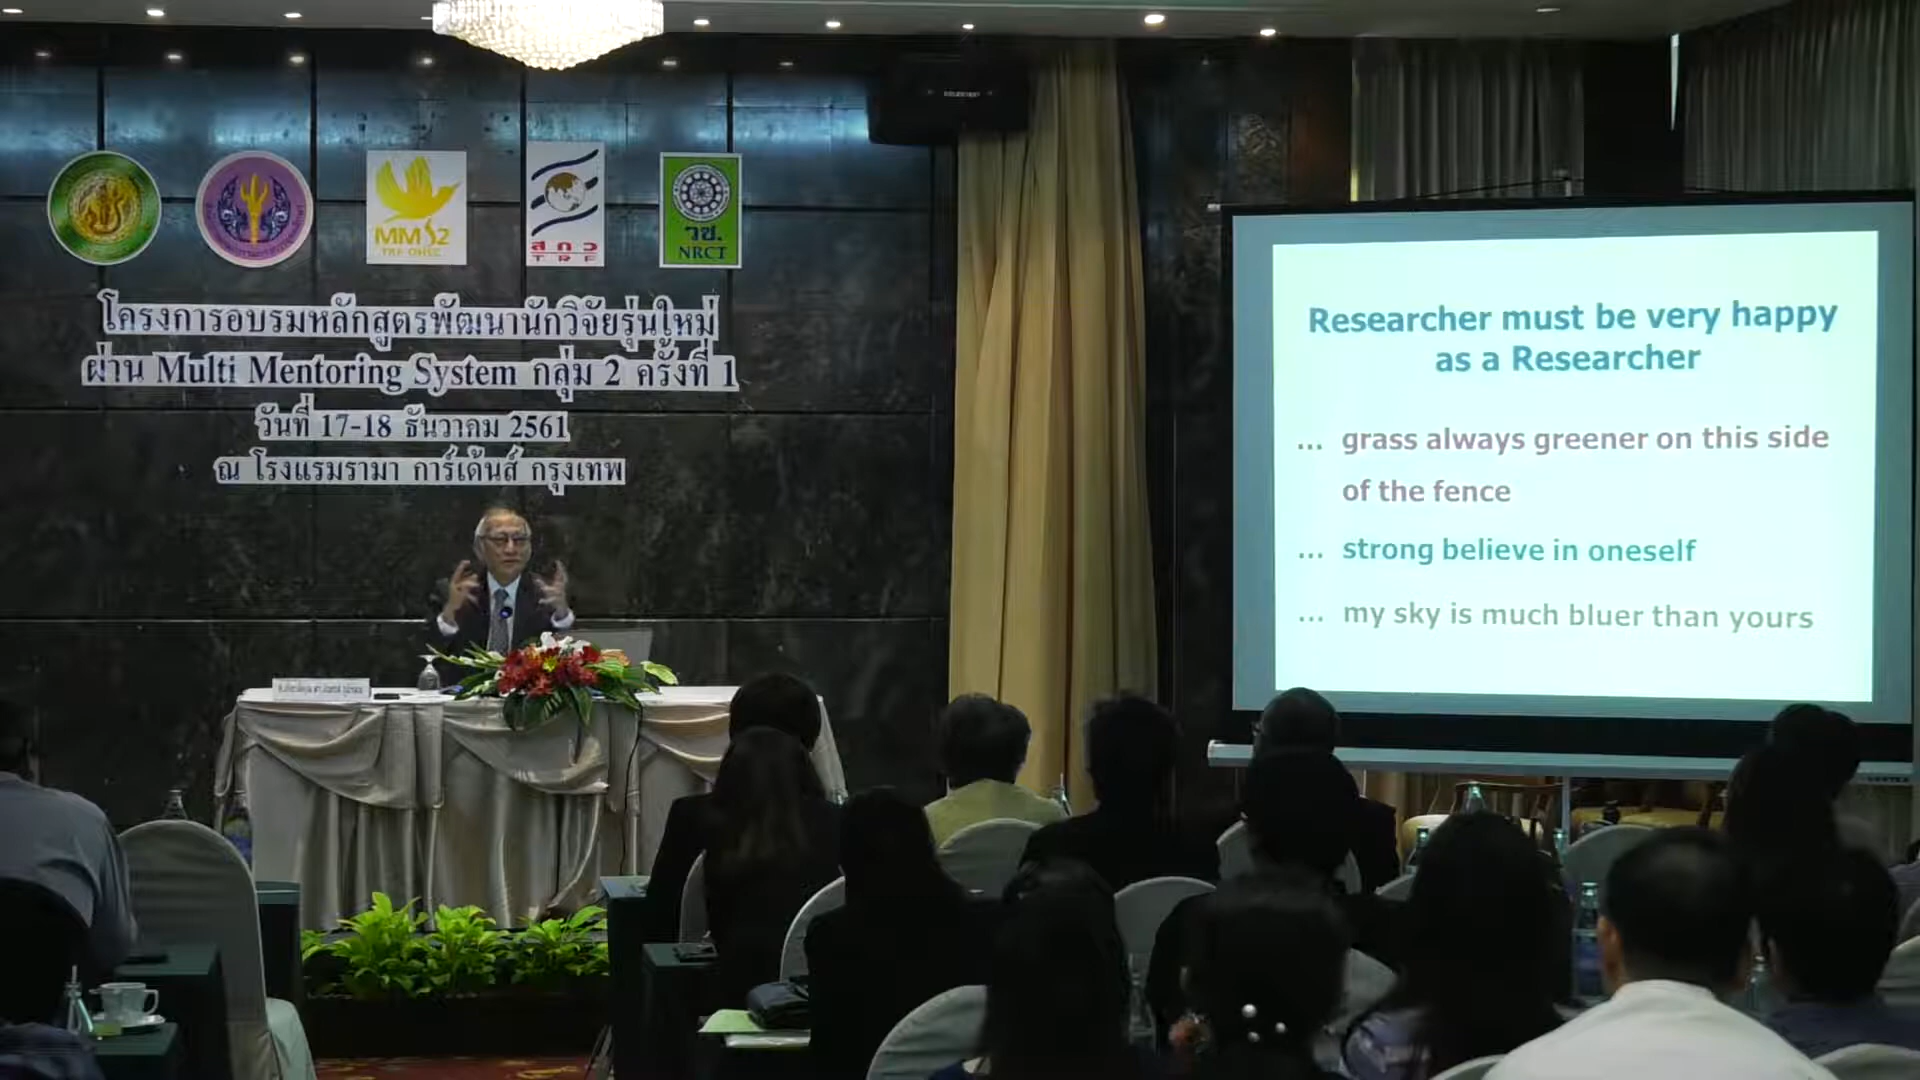 MMS2
TRF-OHEC
สกว
TRF
วช.
NRCT
โครงการอบรมหลักสูตรพัฒนานักวิจัยรุ่นใหม่
ผ่าน Multi Mentoring System กลุ่ม 2 ครั้งที่ 1
วันที่ 17-18 ธันวาคม 2561
ณ โรงแรมรามา การ์เด้นส์ กรุงเทพ
Researcher must be very happy
as a Researcher
... grass always greener on this side
of the fence
... strong believe in oneself
... my sky is much bluer than yours